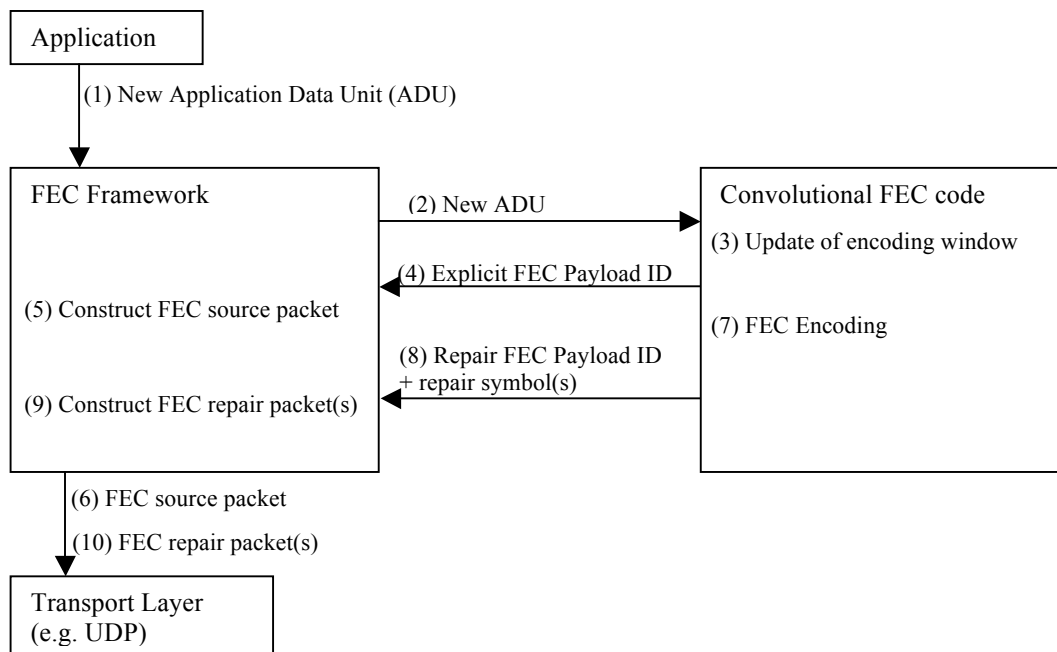 Application
(1) New Application Data Unit (ADU)
FEC Framework
Convolutional FEC code
(2) New ADU
(3) Update of encoding window
(4) Explicit FEC Payload ID
(5) Construct FEC source packet
(7) FEC Encoding
(8) Repair FEC Payload ID
+ repair symbol(s)
(9) Construct FEC repair packet(s)
(6) FEC source packet
(10) FEC repair packet(s)
Transport Layer
(e.g. UDP)